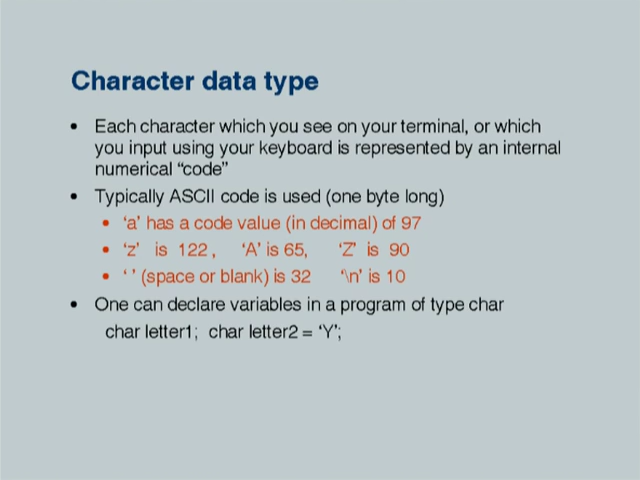 Character data type
• Each character which you see on your terminal, or which
you input using your keyboard is represented by an internal
numerical “code”
• Typically ASCII code is used (one byte long)
• ‘a’ has a code value (in decimal) of 97
• ‘z’ is 122, ‘A’ is 65, ‘Z’ is 90
• ‘ ’ (space or blank) is 32 ‘\n’ is 10
• One can declare variables in a program of type char
char letter1; char letter2 = ‘Y’;